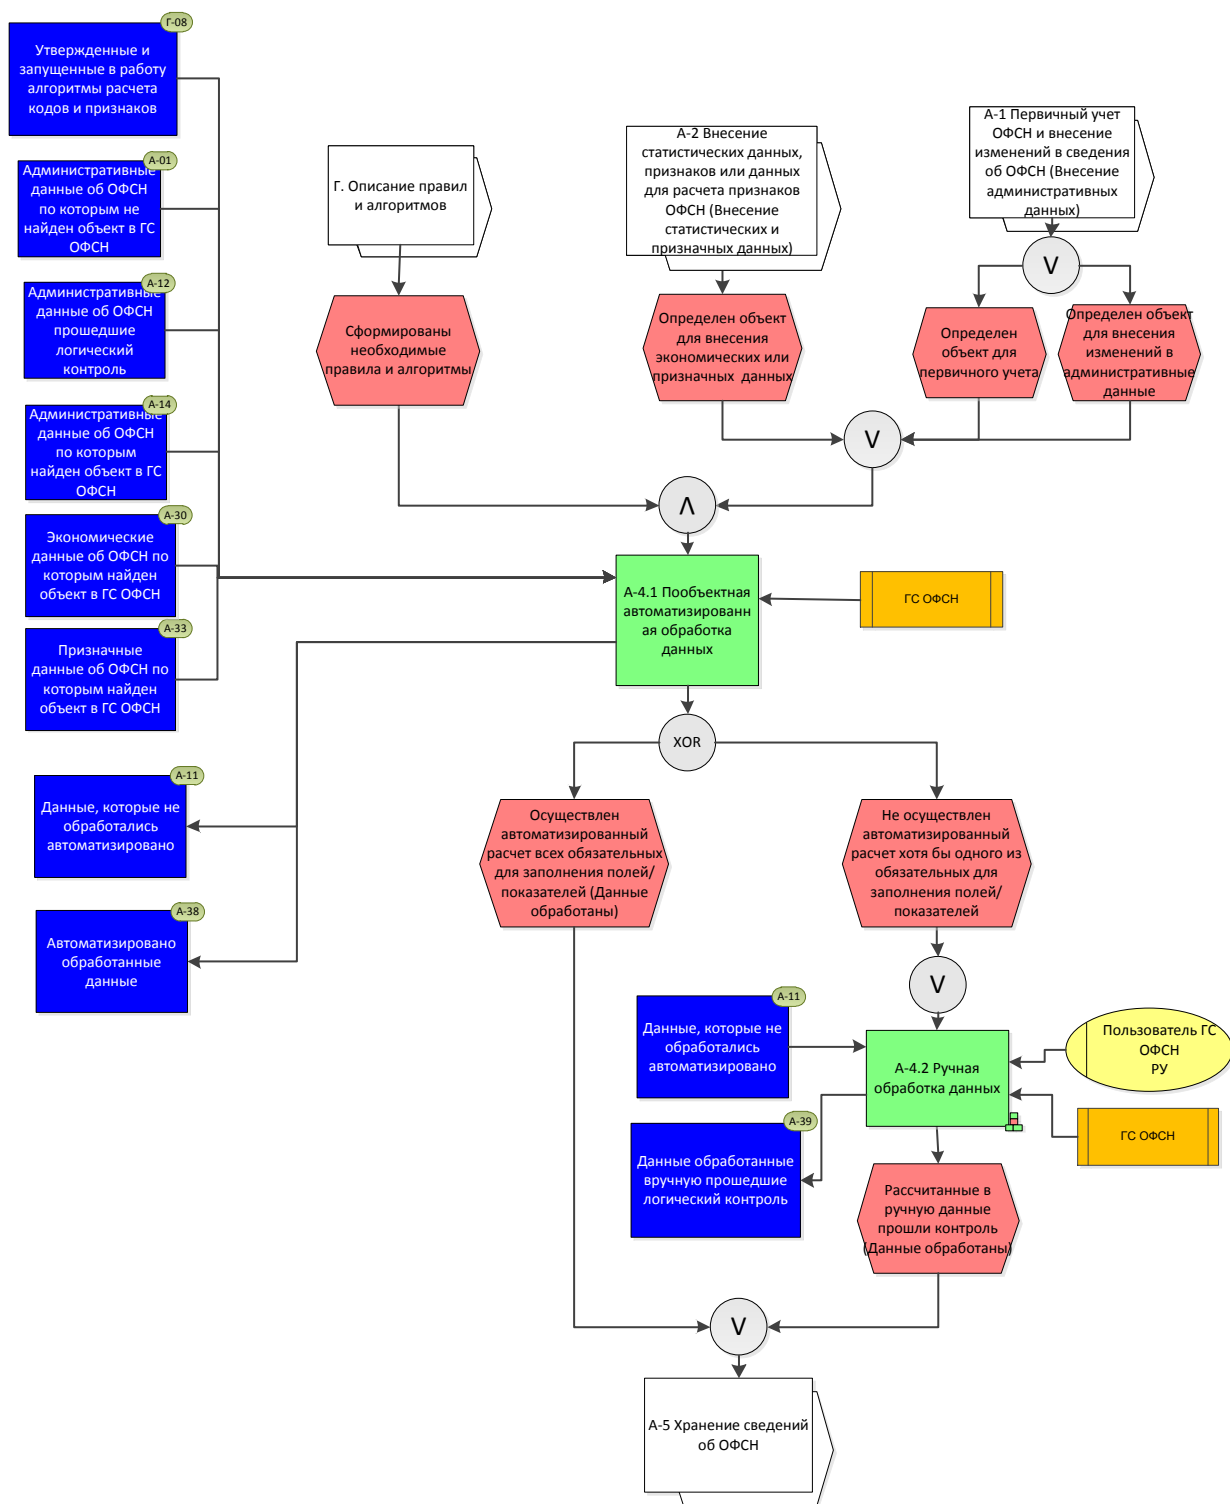 Г-08
Утвержденные и
запущенные в работу
алгоритмы расчета
кодов и признаков
А-01
Административные
данные об ОФСН
по которым не
найден объект в ГС
ОФСН
А-12
Административные
данные об ОФСН
прошедшие
логический
контроль
А-14
Административные
данные об ОФСН
по которым
найден объект в ГС
ОФСН
А-30
Экономические
данные об ОФСН по
которым найден
объект в ГС ОФСН
А-33
Призначные
данные об ОФСН по
которым найден
объект в ГС ОФСН
А-11
Данные, которые не
обработались
автоматизировано
А-38
Автоматизировано
обработанные
данные
Г. Описание правил
и алгоритмов
А-2 Внесение
статистических данных,
признаков или данных
для расчета признаков
ОФСН (Внесение
статистических и
призначных данных)
А-1 Первичный учет
ОФСН и внесение
изменений в сведения
об ОФСН (Внесение
административных
данных)
V
Сформированы
необходимые
правила и алгоритмы
Определен объект
для внесения
экономических или
призначных данных
Определен
объект для
первичного учета
Определен объект
для внесения
изменений в
административные
данные
V
Λ
А-4.1 Пообъектная
автоматизированн
ая обработка
данных
ГС ОФСН
XOR
Осуществлен
автоматизированный
расчет всех обязательных
для заполнения полей/
показателей (Данные
обработаны)
Не осуществлен
автоматизированный
расчет хотя бы одного из
обязательных для
заполнения полей/
показателей
V
А-11
Данные, которые не
обработались
автоматизировано
А-4.2 Ручная
обработка данных
Пользователь ГС
ОФСН
РУ
ГС ОФСН
А-39
Данные обработанные
вручную прошедшие
логический контроль
Рассчитанные в
ручную данные
прошли контроль
(Данные обработаны)
V
А-5 Хранение сведений
об ОФСН